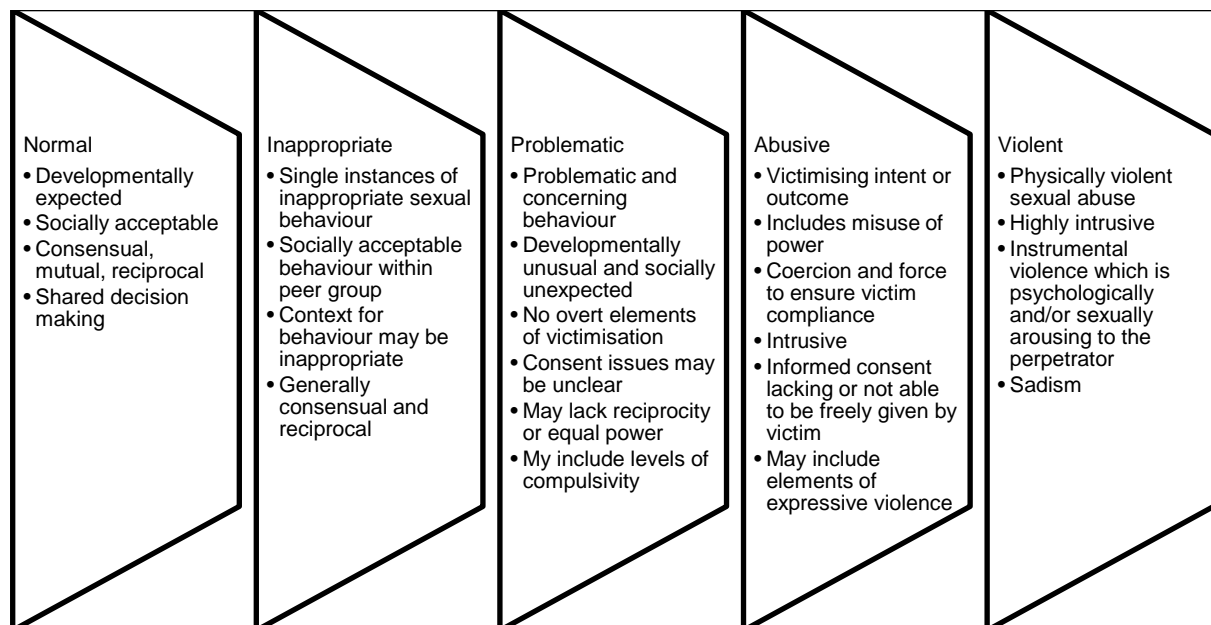 Normal
• Developmentally
expected
• Socially acceptable
• Consensual,
mutual, reciprocal
• Shared decision
making
Inappropriate
• Single instances of
inappropriate sexual
behaviour
• Socially acceptable
behaviour within
peer group
• Context for
behaviour may be
inappropriate
• Generally
consensual and
reciprocal
Problematic
• Problematic and
concerning
behaviour
• Developmentally
unusual and socially
unexpected
• No overt elements
of victimisation
• Consent issues may
be unclear
• May lack reciprocity
or equal power
• My include levels of
compulsivity
Abusive
• Victimising intent or
outcome
• Includes misuse of
power
• Coercion and force
to ensure victim
compliance
• Intrusive
• Informed consent
lacking or not able
to be freely given by
victim
• May include
elements of
expressive violence
Violent
• Physically violent
sexual abuse
• Highly intrusive
• Instrumental
violence which is
psychologically
and/or sexually
arousing to the
perpetrator
• Sadism